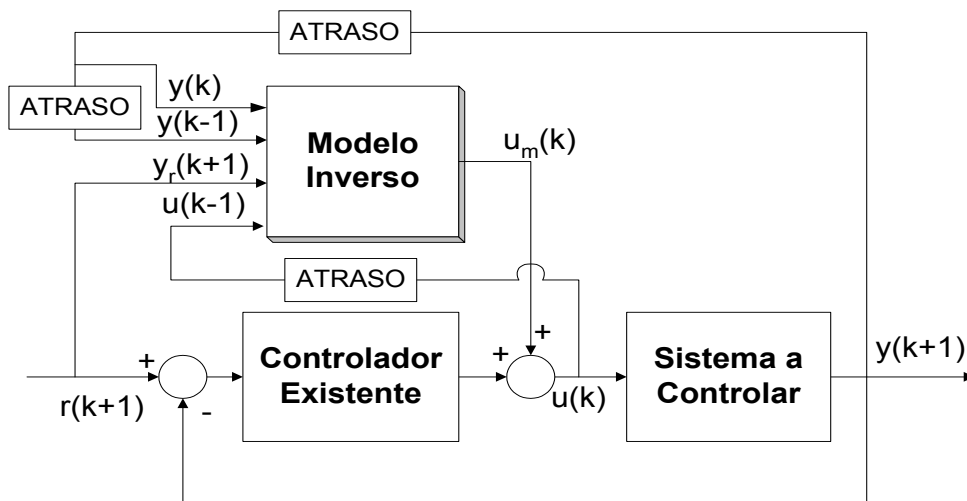 ATRASO
ATRASO
y(k)
y(k-1)
y_r(k+1)
u(k-1)
Modelo
Inverso
u_m(k)
ATRASO
+
Controlador
Existente
+
+
Sistema a
Controlar
y(k+1)
r(k+1)
-
u(k)